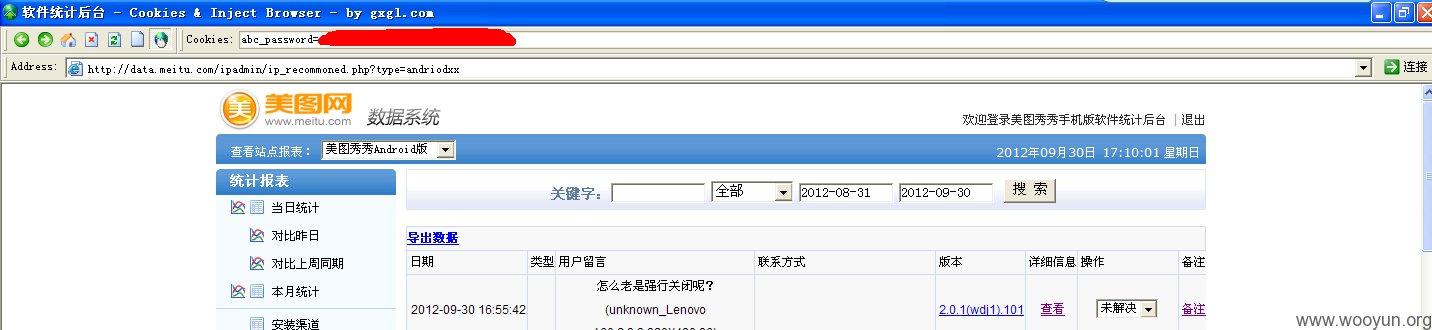 软件统计后台 - Cookies & Inject Browser - by gxgl.com
Cookies: abc_password=
Address: http://data.meitu.com/ipadmin/ip_recommoned.php?type=andriodxx 连接
美图 美图网 www.meitu.com 数据系统
欢迎登录美图秀秀手机版软件统计后台 | 退出
查看站点报表： 美图秀秀Android版 2012年09月30日 17:10:01 星期日
统计报表
关键字： 全部 2012-08-31 2012-09-30 搜 索
当日统计
对比昨日
对比上周同期
本月统计
安装渠道
导出数据
日期 类型 用户留言 联系方式 版本 详细信息 操作 备注
2012-09-30 16:55:42 怎么老是强行关闭呢？ 2.0.1(wdj1).101 查看 未解决 备注
(unknown_Lenovo
www.wooyun.org